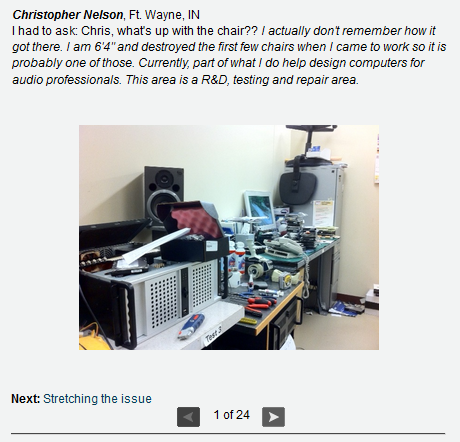 Christopher Nelson, Ft. Wayne, IN
I had to ask: Chris, what's up with the chair?? I actually don't remember how it
got there. I am 6'4" and destroyed the first few chairs when I came to work so it is
probably one of those. Currently, part of what I do help design computers for
audio professionals. This area is a R&D, testing and repair area.
Test 3
Next: Stretching the issue
1 of 24